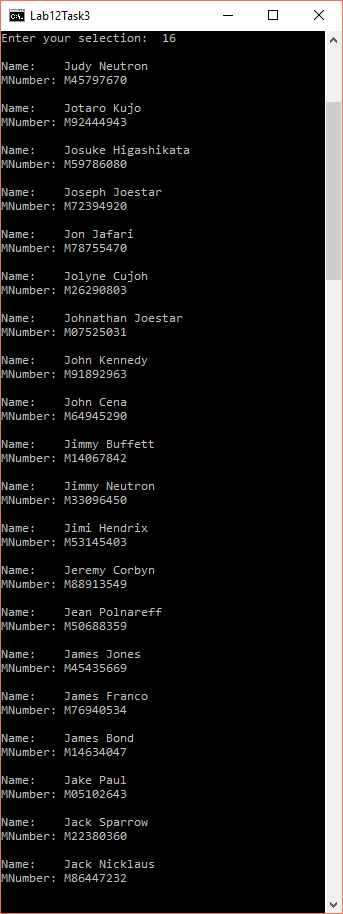 Lab12Task3
Enter your selection:  16
Name:    Judy Neutron
MNumber: M45797670
Name:    Jotaro Kujo
MNumber: M92444943
Name:    Josuke Higashikata
MNumber: M59786080
Name:    Joseph Joestar
MNumber: M72394920
Name:    Jon Jafari
MNumber: M78755470
Name:    Jolyne Cujoh
MNumber: M26290803
Name:    Johnathan Joestar
MNumber: M07525031
Name:    John Kennedy
MNumber: M91892963
Name:    John Cena
MNumber: M64945290
Name:    Jimmy Buffett
MNumber: M14067842
Name:    Jimmy Neutron
MNumber: M33096450
Name:    Jimi Hendrix
MNumber: M53145403
Name:    Jeremy Corbyn
MNumber: M88913549
Name:    Jean Polnareff
MNumber: M50688359
Name:    James Jones
MNumber: M45435669
Name:    James Franco
MNumber: M76940534
Name:    James Bond
MNumber: M14634047
Name:    Jake Paul
MNumber: M05102643
Name:    Jack Sparrow
MNumber: M22380360
Name:    Jack Nicklaus
MNumber: M86447232